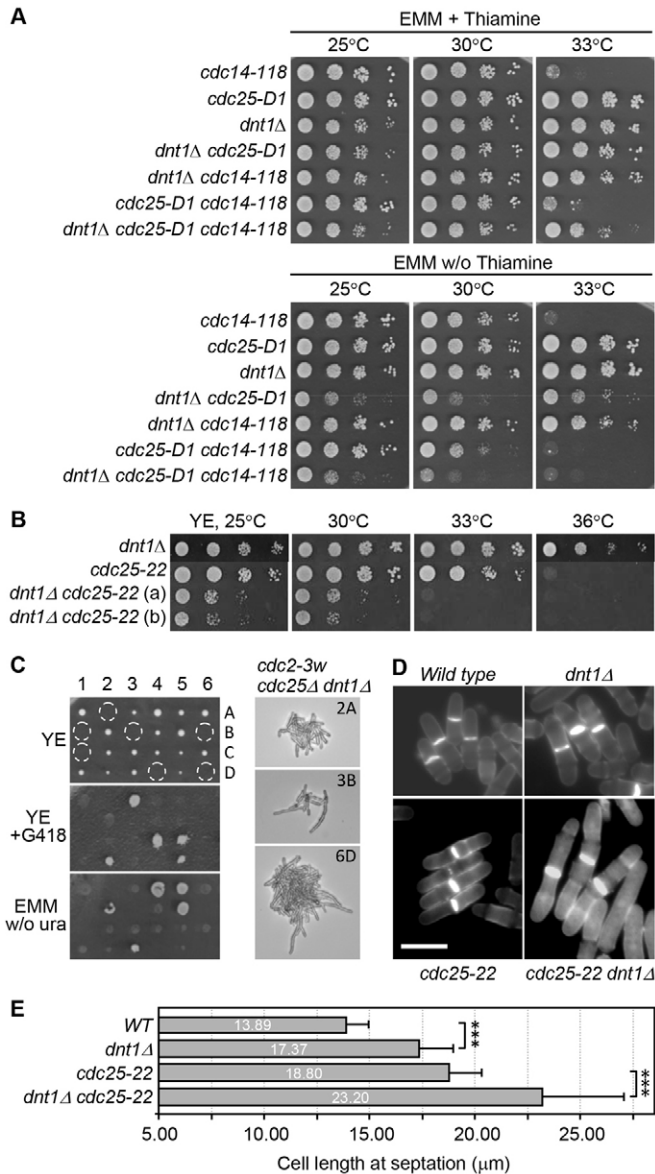 A
EMM + Thiamine
25°C 30°C 33°C
cdc14-118
cdc25-D1
dnt1Δ
dnt1Δ cdc25-D1
dnt1Δ cdc14-118
cdc25-D1 cdc14-118
dnt1Δ cdc25-D1 cdc14-118
EMM w/o Thiamine
25°C 30°C 33°C
cdc14-118
cdc25-D1
dnt1Δ
dnt1Δ cdc25-D1
dnt1Δ cdc14-118
cdc25-D1 cdc14-118
dnt1Δ cdc25-D1 cdc14-118
B
YE, 25°C 30°C 33°C 36°C
dnt1Δ
cdc25-22
dnt1Δ cdc25-22 (a)
dnt1Δ cdc25-22 (b)
C
1 2 3 4 5 6
A
B
C
D
YE
YE
+G418
EMM
w/o ura
cdc2-3w
cdc25Δ dnt1Δ
2A
3B
6D
D
Wild type dnt1Δ
cdc25-22 cdc25-22 dnt1Δ
E
WT 13.89
dnt1Δ 17.37
***
cdc25-22 18.80
dnt1Δ cdc25-22 23.20
***
5.00 10.00 15.00 20.00 25.00
Cell length at septation (μm)